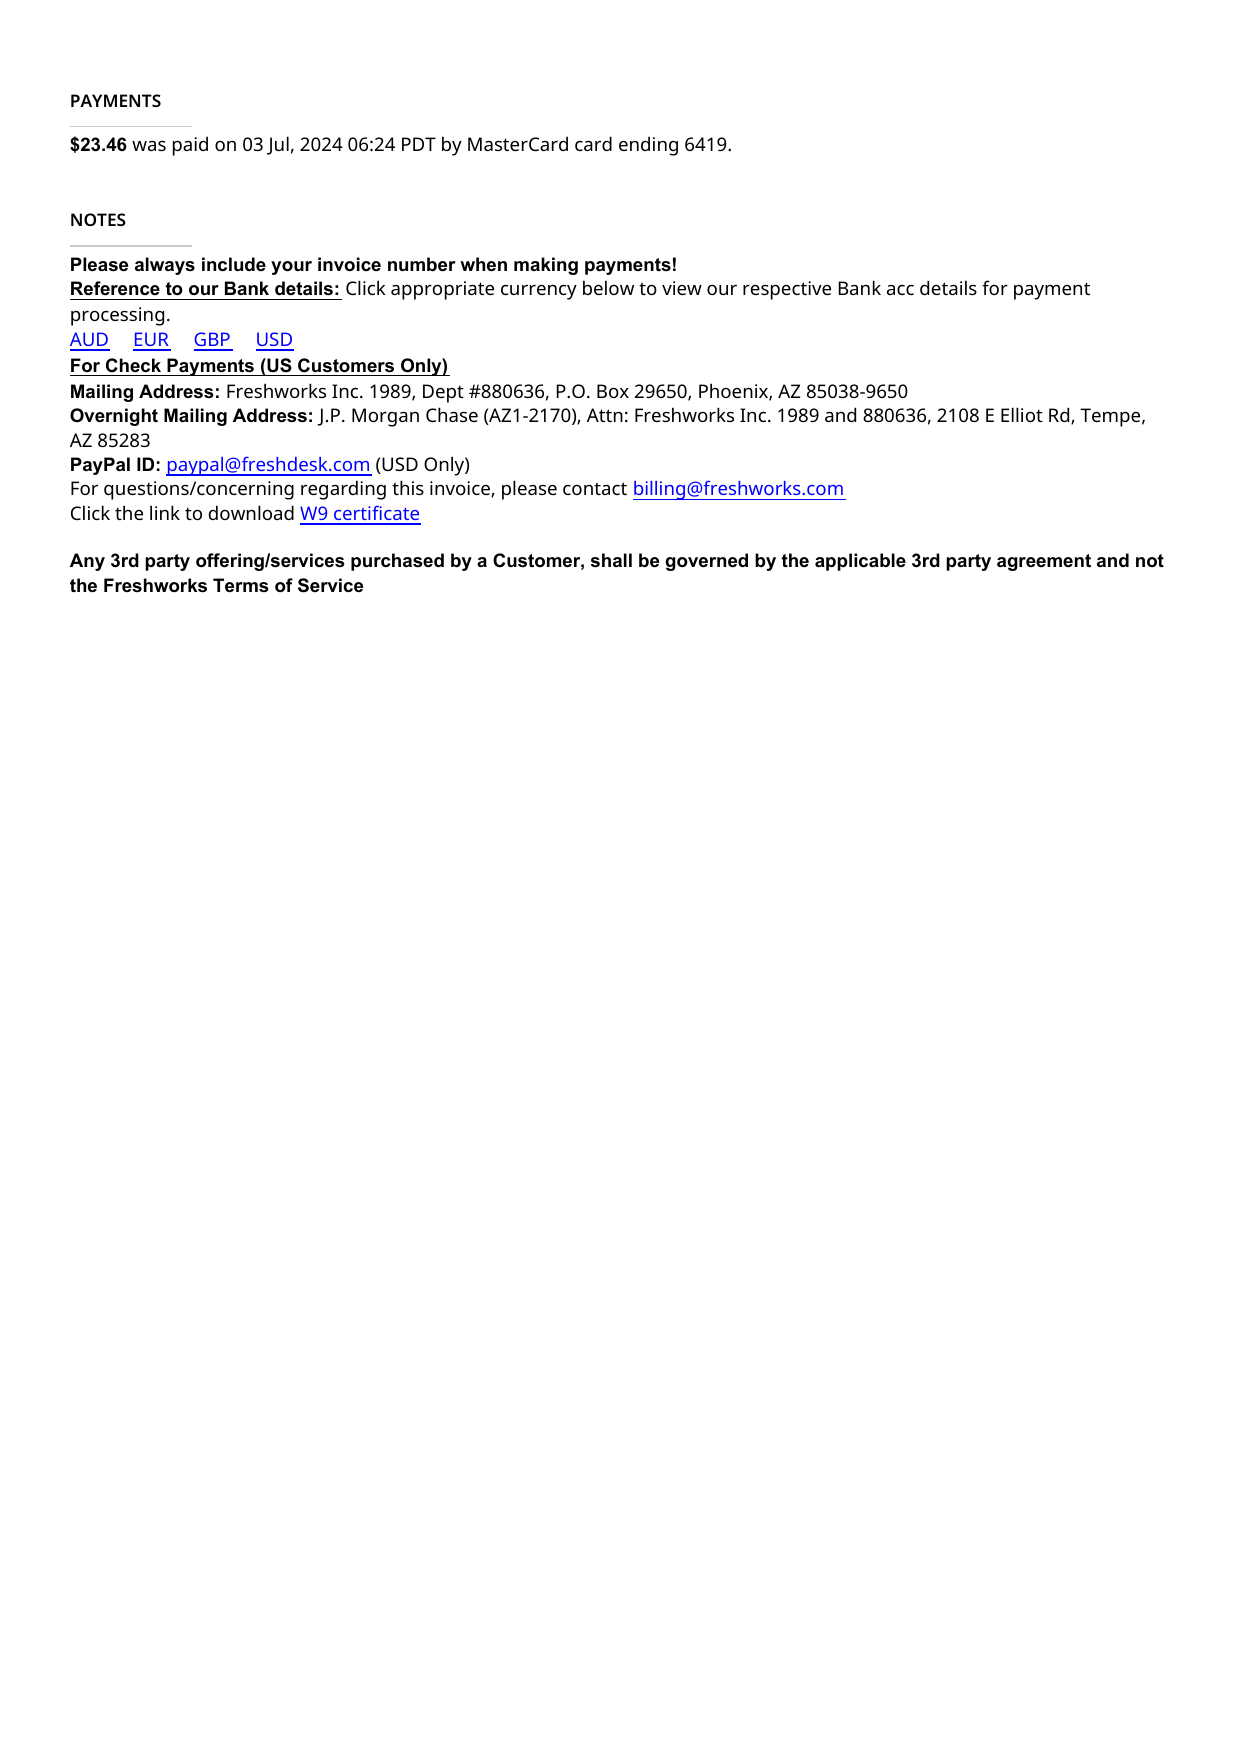 PAYMENTS
$23.46 was paid on 03 Jul, 2024 06:24 PDT by MasterCard card ending 6419.
NOTES
Please always include your invoice number when making payments!
Reference to our Bank details: Click appropriate currency below to view our respective Bank acc details for payment
processing.
AUD EUR GBP USD
For Check Payments (US Customers Only)
Mailing Address: Freshworks Inc. 1989, Dept #880636, P.O. Box 29650, Phoenix, AZ 85038-9650
Overnight Mailing Address: J.P. Morgan Chase (AZ1-2170), Attn: Freshworks Inc. 1989 and 880636, 2108 E Elliot Rd, Tempe,
AZ 85283
PayPal ID: paypal@freshdesk.com (USD Only)
For questions/concerning regarding this invoice, please contact billing@freshworks.com
Click the link to download W9 certificate
Any 3rd party offering/services purchased by a Customer, shall be governed by the applicable 3rd party agreement and not
the Freshworks Terms of Service